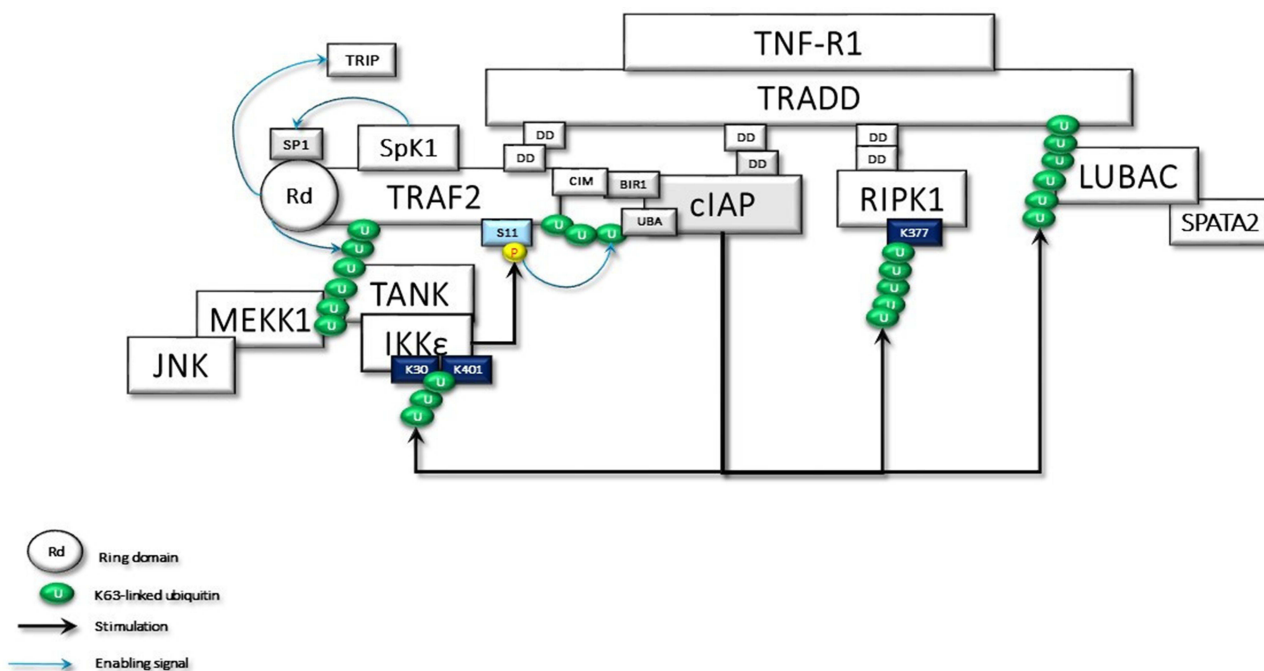 TNF-R1
TRIP
TRADD
SP1
SpK1
DD
DD
DD
DD
DD
DD
U
U
U
U
U
U
LUBAC
SPATA2
Rd
TRAF2
CIM
BIR1
UBA
cIAP
RIPK1
K377
S11
P
U
U
U
U
U
U
U
U
U
U
U
U
U
U
TANK
MEKK1
JNK
IKKε
K30
K401
U
U
U
Rd
Ring domain
U
K63-linked ubiquitin
Stimulation
Enabling signal